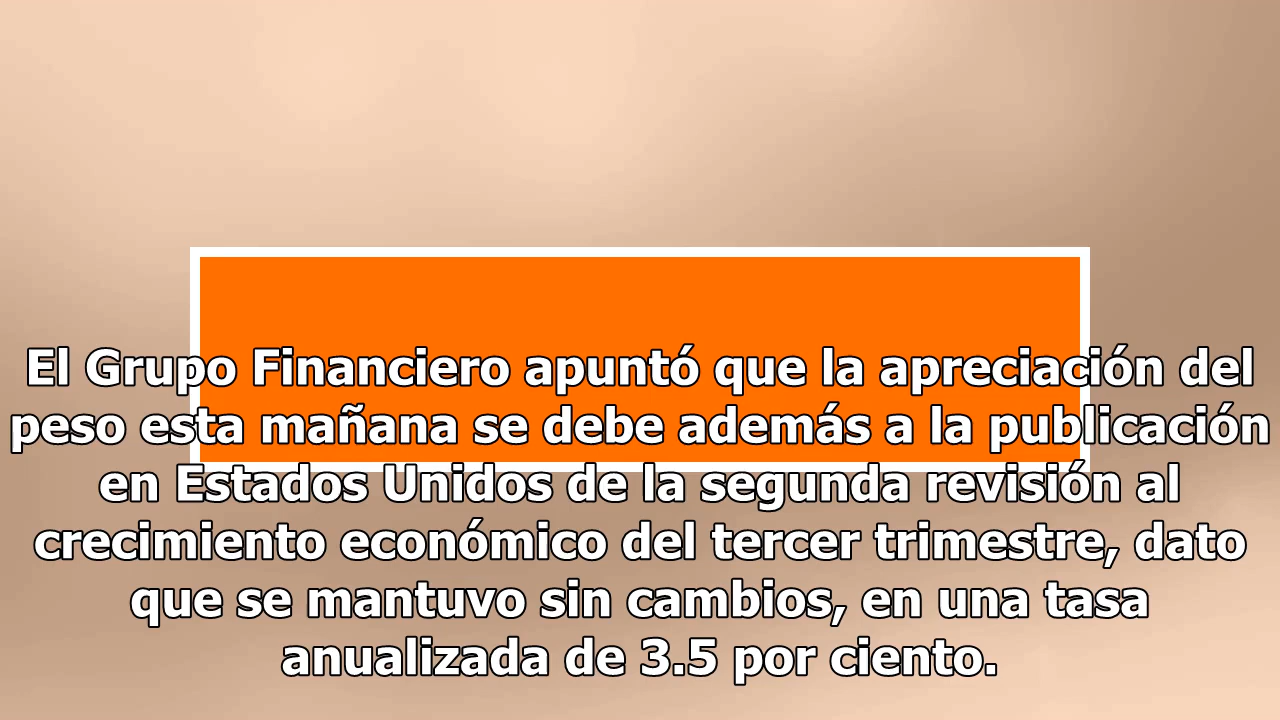 El Grupo Financiero apuntó que la apreciación del
peso esta mañana se debe además a la publicación
en Estados Unidos de la segunda revisión al
crecimiento económico del tercer trimestre, dato
que se mantuvo sin cambios, en una tasa
anualizada de 3.5 por ciento.